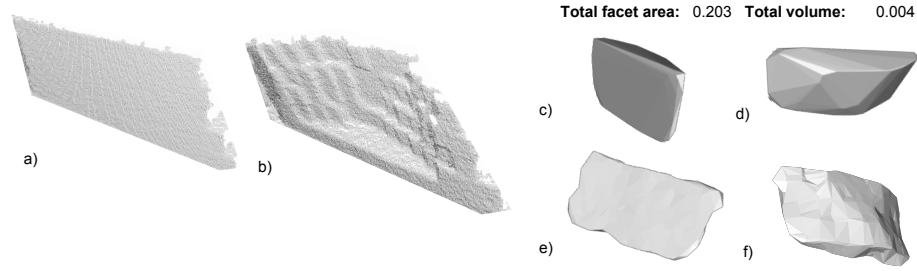 Total facet area: 0.203 Total volume: 0.004
c)
d)
a)
b)
e)
f)